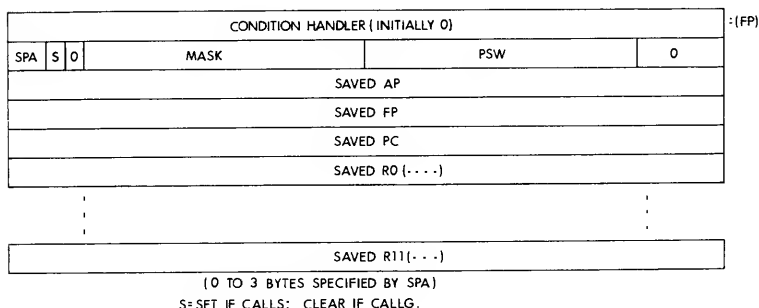 CONDITION HANDLER (INITIALLY 0) :(FP)
SPA S 0 MASK PSW 0
SAVED AP
SAVED FP
SAVED PC
SAVED R0 (....)
SAVED R11(...)
(0 TO 3 BYTES SPECIFIED BY SPA)
S=SET IF CALLS: CLEAR IF CALLG.